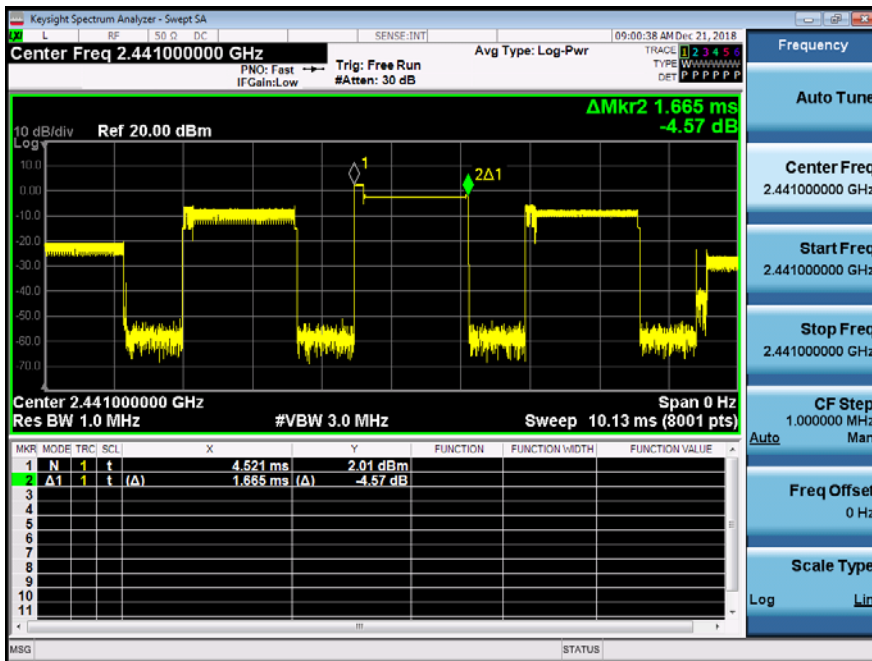 Keysight Spectrum Analyzer - Swept SA
LXI L RF 50 Ω DC SENSE:INT 09:00:38 AM Dec 21, 2018
Center Freq 2.441000000 GHz
PNO: Fast
IFGain:Low
Trig: Free Run
#Atten: 30 dB
Avg Type: Log-Pwr
TRACE 1 2 3 4 5 6
TYPE W
DET P P P P P P
Frequency
Auto Tune
Center Freq
2.441000000 GHz
Start Freq
2.441000000 GHz
Stop Freq
2.441000000 GHz
CF Step
1.000000 MHz
Auto Man
Freq Offset
0 Hz
Scale Type
Log Lin
ΔMkr2 1.665 ms
-4.57 dB
10 dB/div Ref 20.00 dBm
Log
10.0
0.00
-10.0
-20.0
-30.0
-40.0
-50.0
-60.0
-70.0
1
2Δ1
Center 2.441000000 GHz Span 0 Hz
Res BW 1.0 MHz #VBW 3.0 MHz Sweep 10.13 ms (8001 pts)
MKR MODE TRC SCL X Y FUNCTION FUNCTION WIDTH FUNCTION VALUE
1 N 1 t 4.521 ms 2.01 dBm
2 Δ1 1 t (Δ) 1.665 ms (Δ) -4.57 dB
3
4
5
6
7
8
9
10
11
MSG STATUS